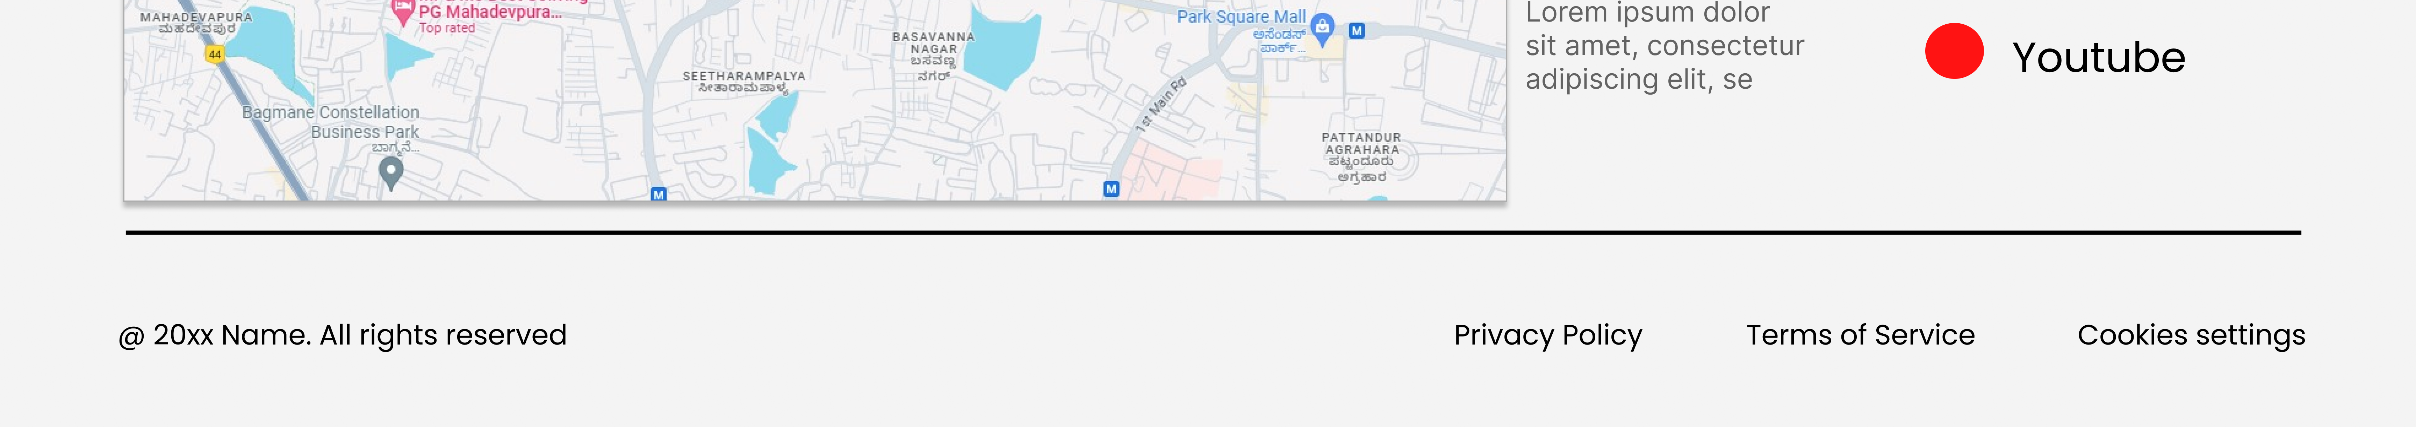 MAHADEVAPURA
ಮಹದೇವಪುರ
44
PG Mahadevpura...
Top rated
Bagmane Constellation
Business Park
ಬಾಗ್ಮನೆ...
SEETHARAMPALYA
ಸೀತಾರಾಮಪಾಳ್ಯ
M
BASAVANNA
NAGAR
ಬಸವಣ್ಣ
ನಗರ್
Park Square Mall
ಅಸೆಂಡಸ್
ಪಾರ್ಕ್...
M
1st Main Rd
M
PATTANDUR
AGRAHARA
ಪಟ್ಟಂದೂರು
ಅಗ್ರಹಾರ
Lorem ipsum dolor
sit amet, consectetur
adipiscing elit, se
Youtube
@ 20xx Name. All rights reserved
Privacy Policy
Terms of Service
Cookies settings